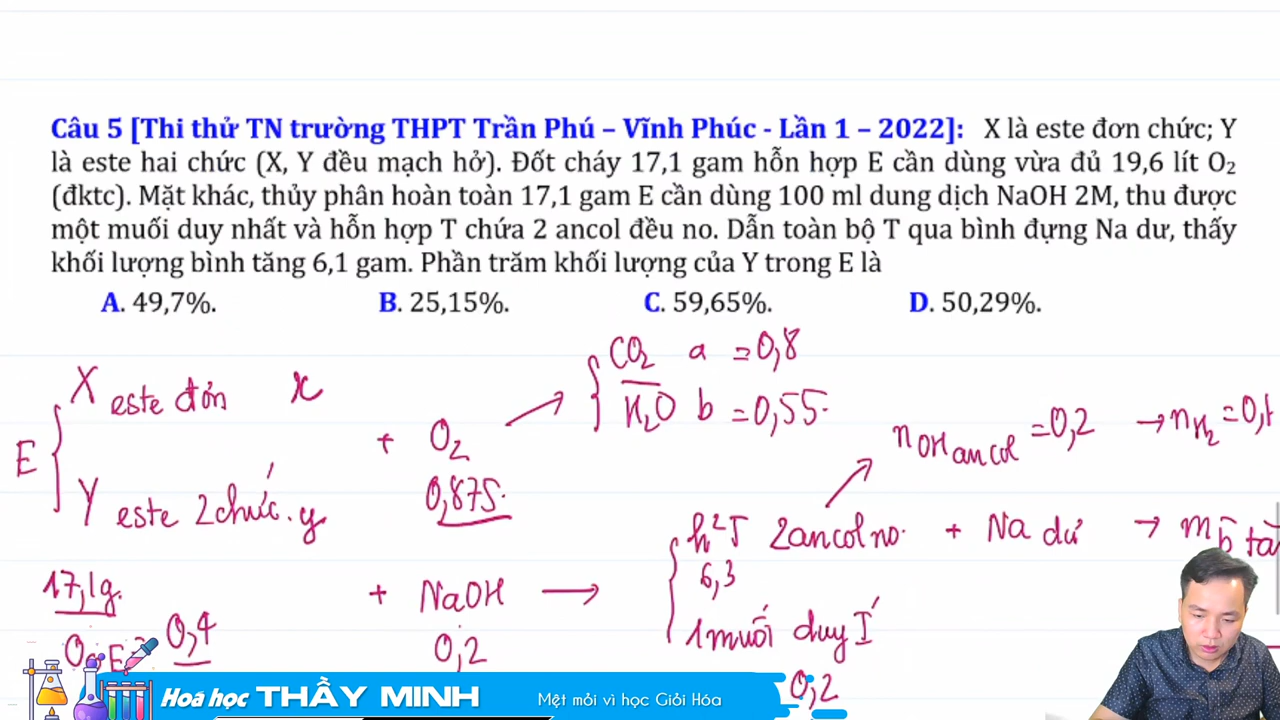 Câu 5 [Thi thử TN trường THPT Trần Phú – Vĩnh Phúc - Lần 1 – 2022]: X là este đơn chức; Y
là este hai chức (X, Y đều mạch hở). Đốt cháy 17,1 gam hỗn hợp E cần dùng vừa đủ 19,6 lít O₂
(đktc). Mặt khác, thủy phân hoàn toàn 17,1 gam E cần dùng 100 ml dung dịch NaOH 2M, thu được
một muối duy nhất và hỗn hợp T chứa 2 ancol đều no. Dẫn toàn bộ T qua bình đựng Na dư, thấy
khối lượng bình tăng 6,1 gam. Phần trăm khối lượng của Y trong E là
A. 49,7%. B. 25,15%. C. 59,65%. D. 50,29%.
CO₂ a = 0,8
X este đơn x
H₂O b = 0,55.
E + O₂
n OH ancol = 0,2 → n H₂ = 0,1
0,875.
Y este 2 chức. y
h²T 2 ancol no. + Na dư → m b tă
6,3
17,1g. + NaOH →
1 muối duy I
O E? 0,4
0,2
0,2
Hoá học THẦY MINH
Mệt mỏi vì học Giỏi Hóa